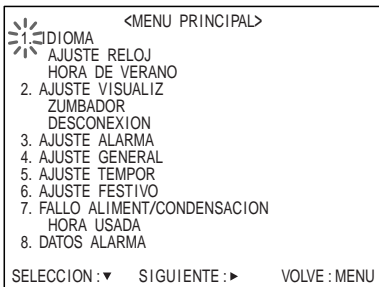 <MENU PRINCIPAL>
1. IDIOMA
AJUSTE RELOJ
HORA DE VERANO
2. AJUSTE VISUALIZ
ZUMBADOR
DESCONEXION
3. AJUSTE ALARMA
4. AJUSTE GENERAL
5. AJUSTE TEMPOR
6. AJUSTE FESTIVO
7. FALLO ALIMENT/CONDENSACION
HORA USADA
8. DATOS ALARMA
SELECCION : ▼ SIGUIENTE : ► VOLVE : MENU